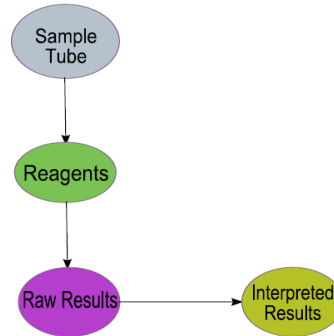 Sample
Tube
Reagents
Raw Results
Interpreted
Results